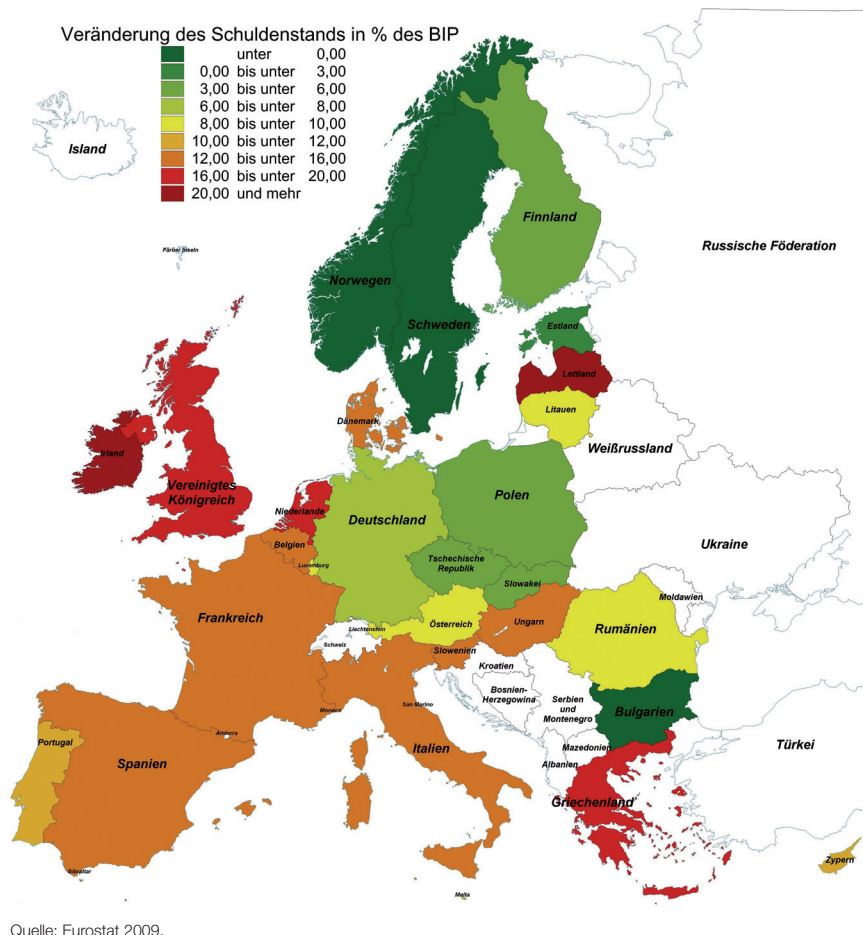 Veränderung des Schuldenstands in % des BIP
unter 0,00
0,00 bis unter 3,00
3,00 bis unter 6,00
6,00 bis unter 8,00
8,00 bis unter 10,00
10,00 bis unter 12,00
12,00 bis unter 16,00
16,00 bis unter 20,00
20,00 und mehr
Island
Finnland
Russische Föderation
Färöer Inseln
Norwegen
Schweden
Estland
Lettland
Litauen
Dänemark
Weißrussland
Irland
Vereinigtes
Königreich
Niederlande
Deutschland
Polen
Belgien
Ukraine
Luxemburg
Tschechische
Republik
Slowakei
Moldawien
Frankreich
Liechtenstein
Österreich
Ungarn
Rumänien
Schweiz
Slowenien
Kroatien
Bosnien-
Herzegowina
Serbien
und
Montenegro
San Marino
Monaco
Bulgarien
Andorra
Portugal
Spanien
Italien
Mazedonien
Albanien
Türkei
Griechenland
Gibraltar
Malta
Zypern
Quelle: Eurostat 2009.